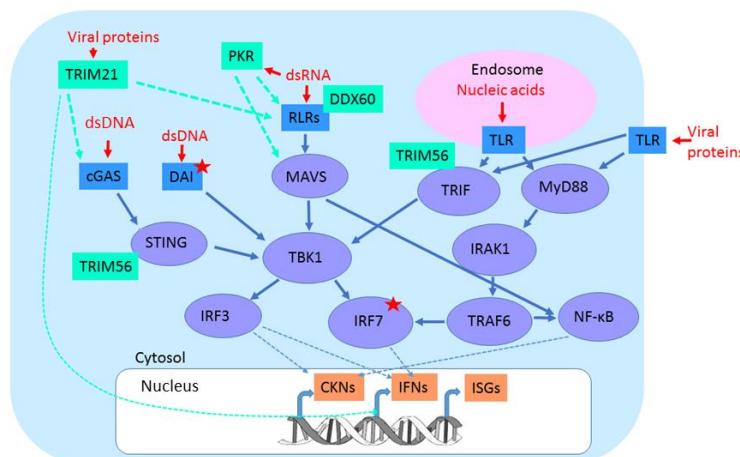 Viral proteins
TRIM21
PKR
dsRNA
DDX60
RLRs
Endosome
Nucleic acids
TLR
TLR
Viral
proteins
dsDNA
dsDNA
cGAS
DAI
MAVS
TRIM56
TRIF
MyD88
STING
TRIM56
TBK1
IRAK1
IRF3
IRF7
TRAF6
NF-κB
Cytosol
Nucleus
CKNs
IFNs
ISGs